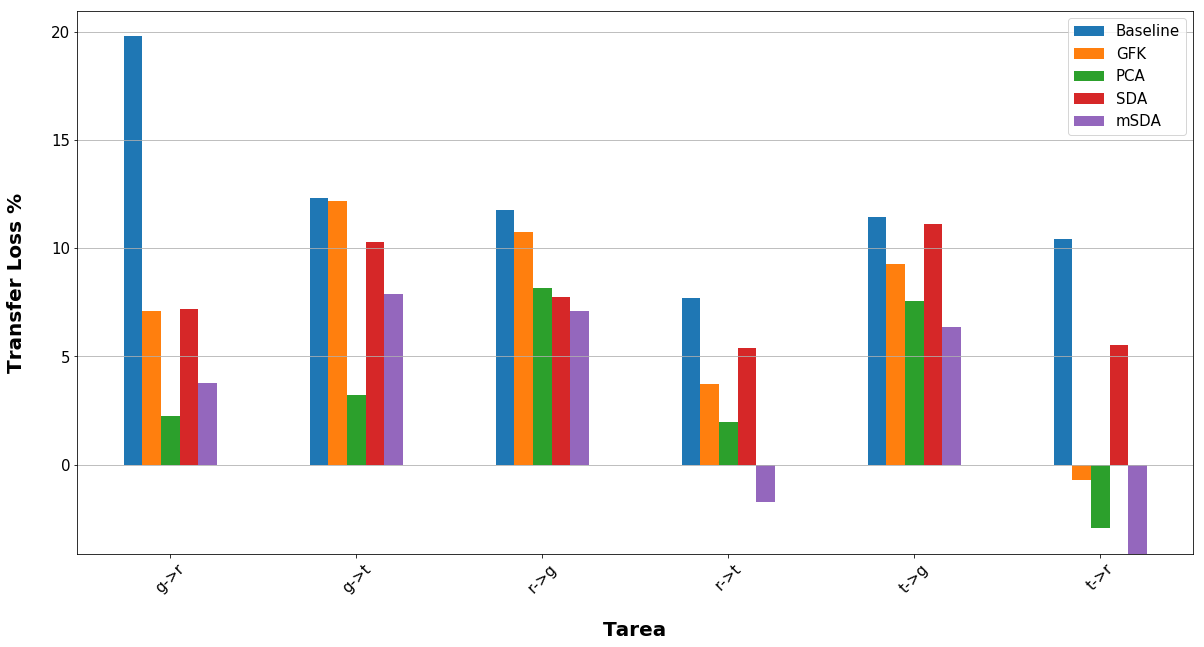 Transfer Loss %
20
15
10
5
0
Baseline
GFK
PCA
SDA
mSDA
g->r
g->t
r->g
r->t
t->g
t->r
Tarea